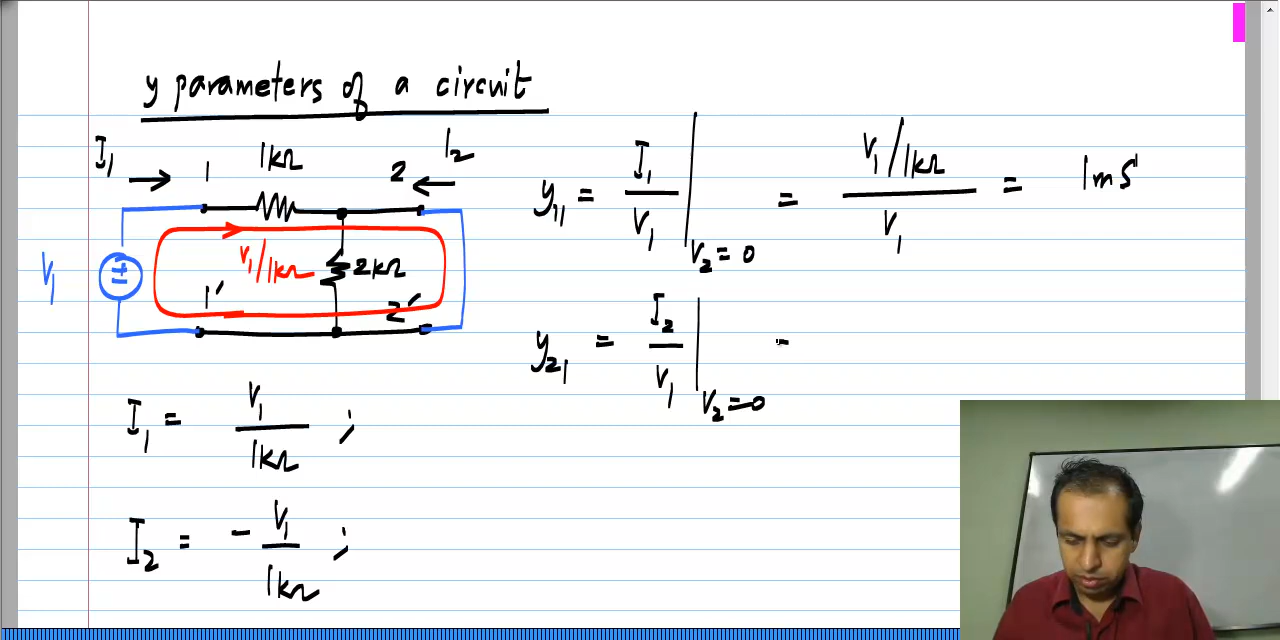 y parameters of a circuit
I₁ 1 1kΩ 2 I₂
V₁ + − V₁/1kΩ 2kΩ
1′ 2′
I₁ = V₁ / 1kΩ ;
I₂ = − V₁ / 1kΩ ;
y₁₁ = I₁ / V₁ | V₂ = 0 = V₁/1kΩ / V₁ = 1mS
y₂₁ = I₂ / V₁ | V₂ = 0 =